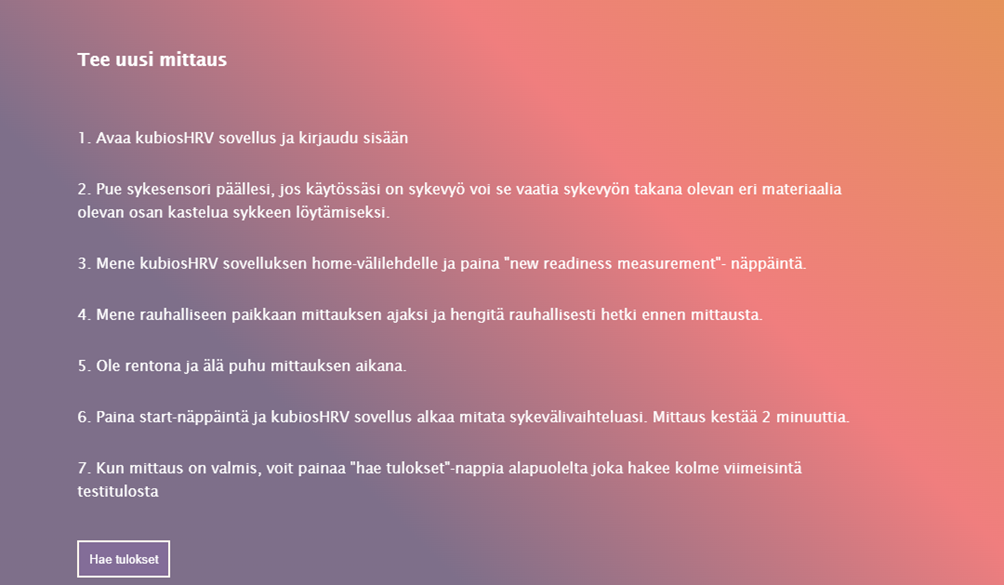 Tee uusi mittaus
1. Avaa kubiosHRV sovellus ja kirjaudu sisään
2. Pue sykesensori päällesi, jos käytössäsi on sykevyö voi se vaatia sykevyön takana olevan eri materiaalia
olevan osan kastelua sykkeen löytämiseksi.
3. Mene kubiosHRV sovelluksen home-välilehdelle ja paina "new readiness measurement"- näppäintä.
4. Mene rauhalliseen paikkaan mittauksen ajaksi ja hengitä rauhallisesti hetki ennen mittausta.
5. Ole rentona ja älä puhu mittauksen aikana.
6. Paina start-näppäintä ja kubiosHRV sovellus alkaa mitata sykevälivaihteluasi. Mittaus kestää 2 minuuttia.
7. Kun mittaus on valmis, voit painaa "hae tulokset"-nappia alapuolelta joka hakee kolme viimeisintä
testitulosta
Hae tulokset